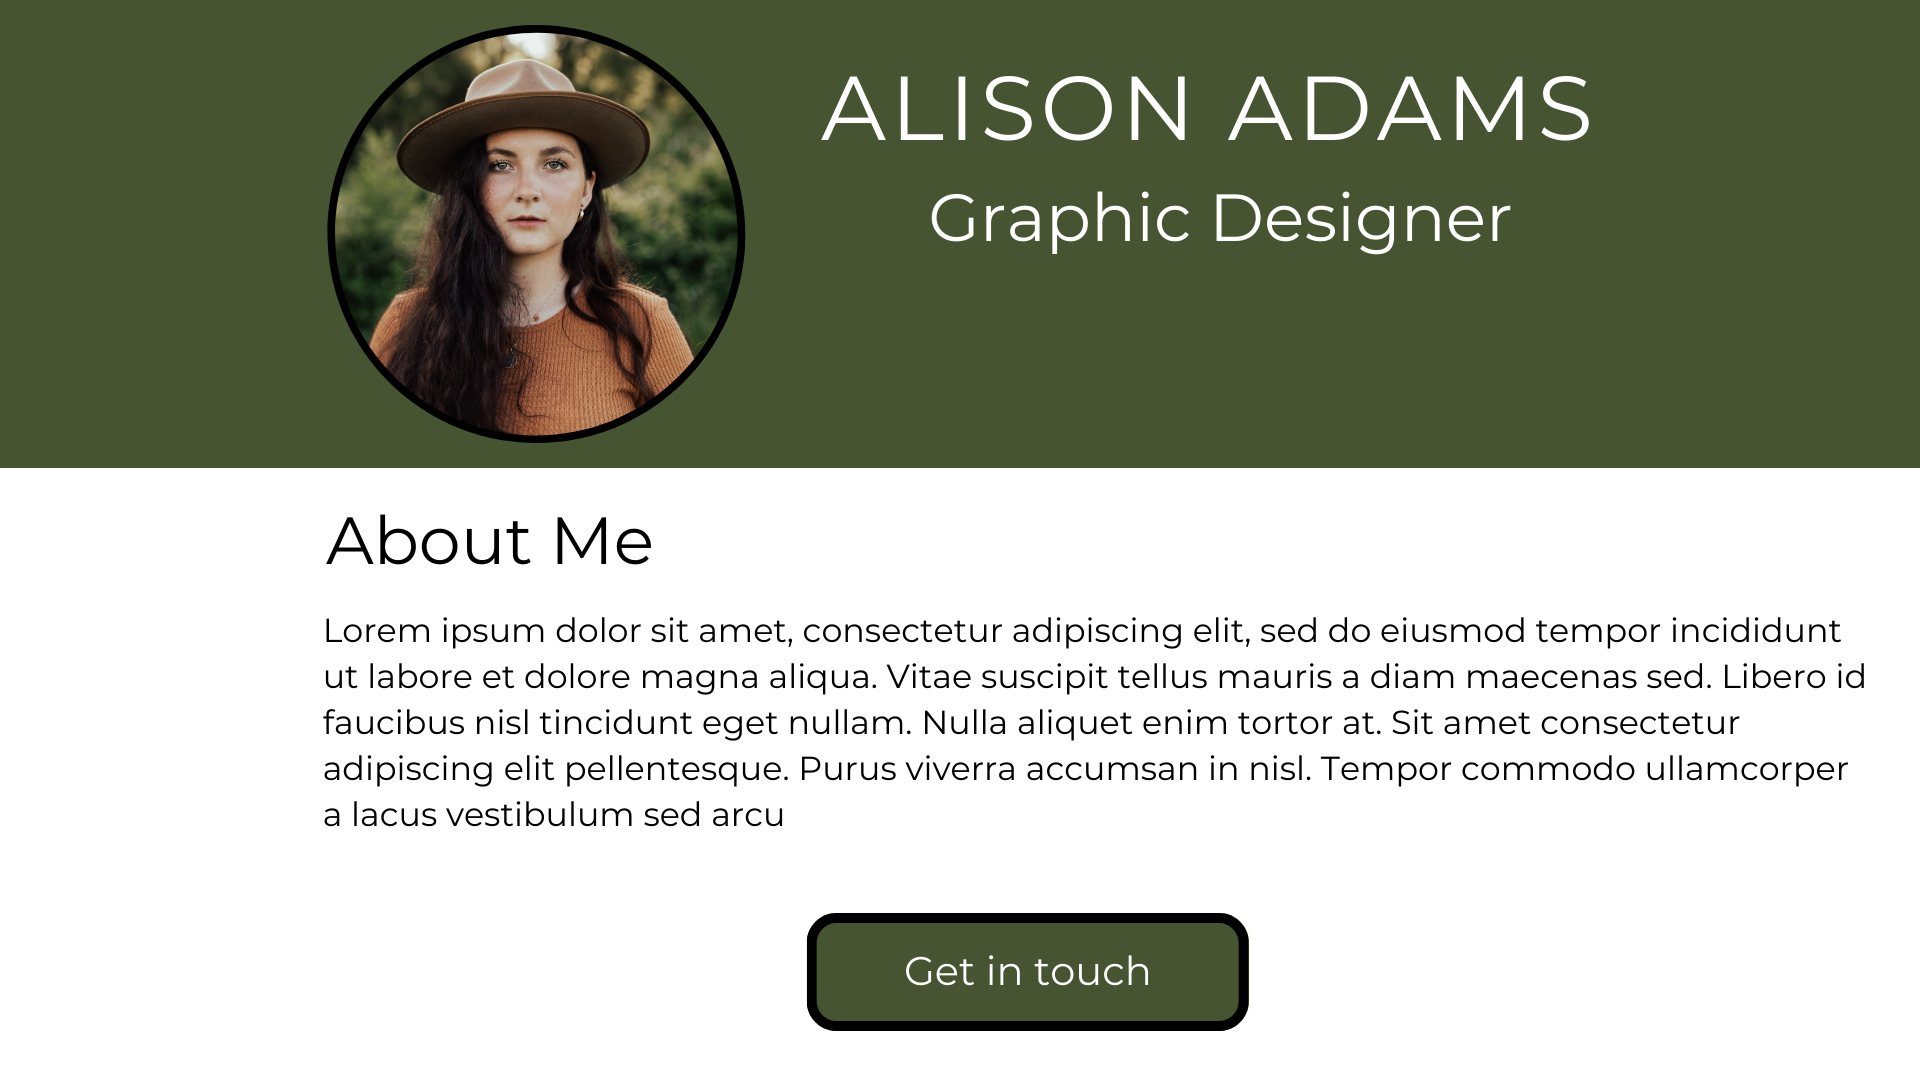 ALISON ADAMS
Graphic Designer
About Me
Lorem ipsum dolor sit amet, consectetur adipiscing elit, sed do eiusmod tempor incididunt
ut labore et dolore magna aliqua. Vitae suscipit tellus mauris a diam maecenas sed. Libero id
faucibus nisl tincidunt eget nullam. Nulla aliquet enim tortor at. Sit amet consectetur
adipiscing elit pellentesque. Purus viverra accumsan in nisl. Tempor commodo ullamcorper
a lacus vestibulum sed arcu
Get in touch